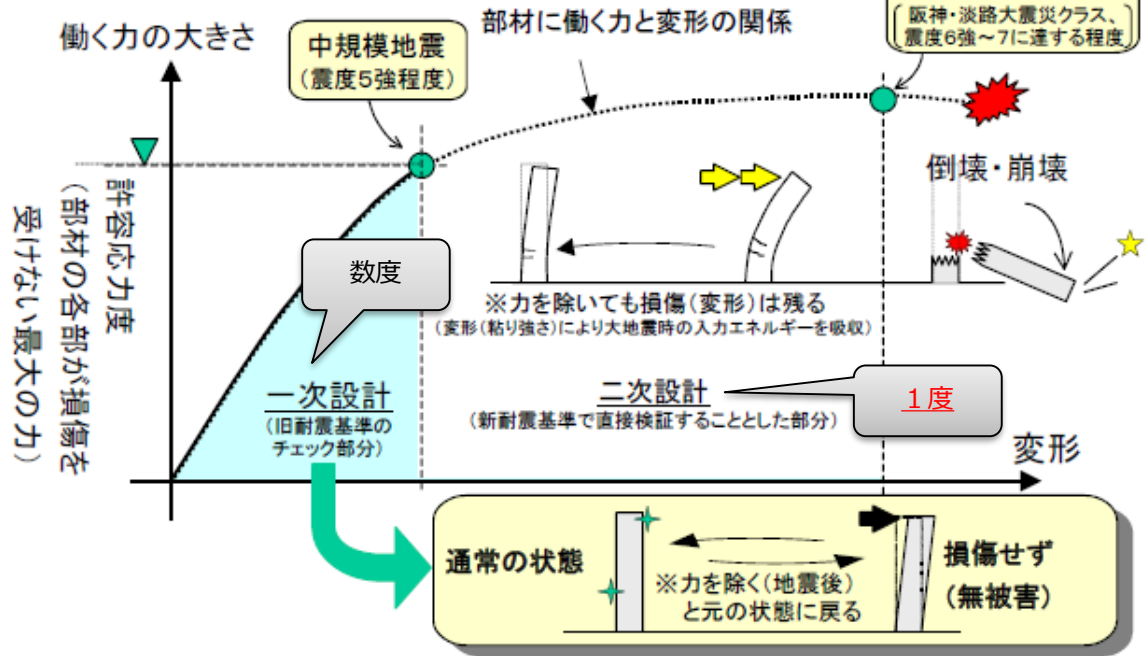 働く力の大きさ
中規模地震
(震度5強程度)
部材に働く力と変形の関係
阪神・淡路大震災クラス、
震度6強～7に達する程度
倒壊・崩壊
許容応力度
(部材の各部が損傷を
受けない最大の力)
数度
※力を除いても損傷(変形)は残る
(変形(粘り強さ)により大地震時の入力エネルギーを吸収)
一次設計
(旧耐震基準の
チェック部分)
二次設計
(新耐震基準で直接検証することとした部分)
１度
変形
通常の状態
※力を除く(地震後)
と元の状態に戻る
損傷せず
(無被害)